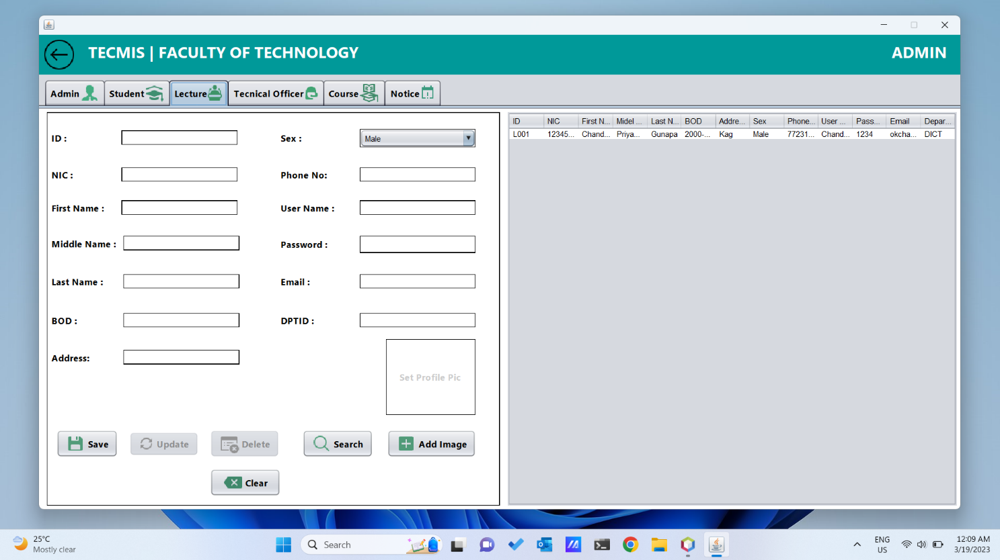 TECMIS | FACULTY OF TECHNOLOGY
ADMIN
Admin Student Lecture Tecnical Officer Course Notice
ID :
Sex : Male
NIC :
Phone No:
First Name :
User Name :
Middle Name :
Password :
Last Name :
Email :
BOD :
DPTID :
Address:
Set Profile Pic
Save Update Delete Search Add Image
Clear
ID NIC First N... Midel ... Last N... BOD Addre... Sex Phone... User ... Pass... Email Depar...
L001 12345... Chand... Priya... Gunapa 2000-... Kag Male 77231... Chand... 1234 okcha... DICT
25°C
Mostly clear
Search
ENG
US
12:09 AM
3/19/2023